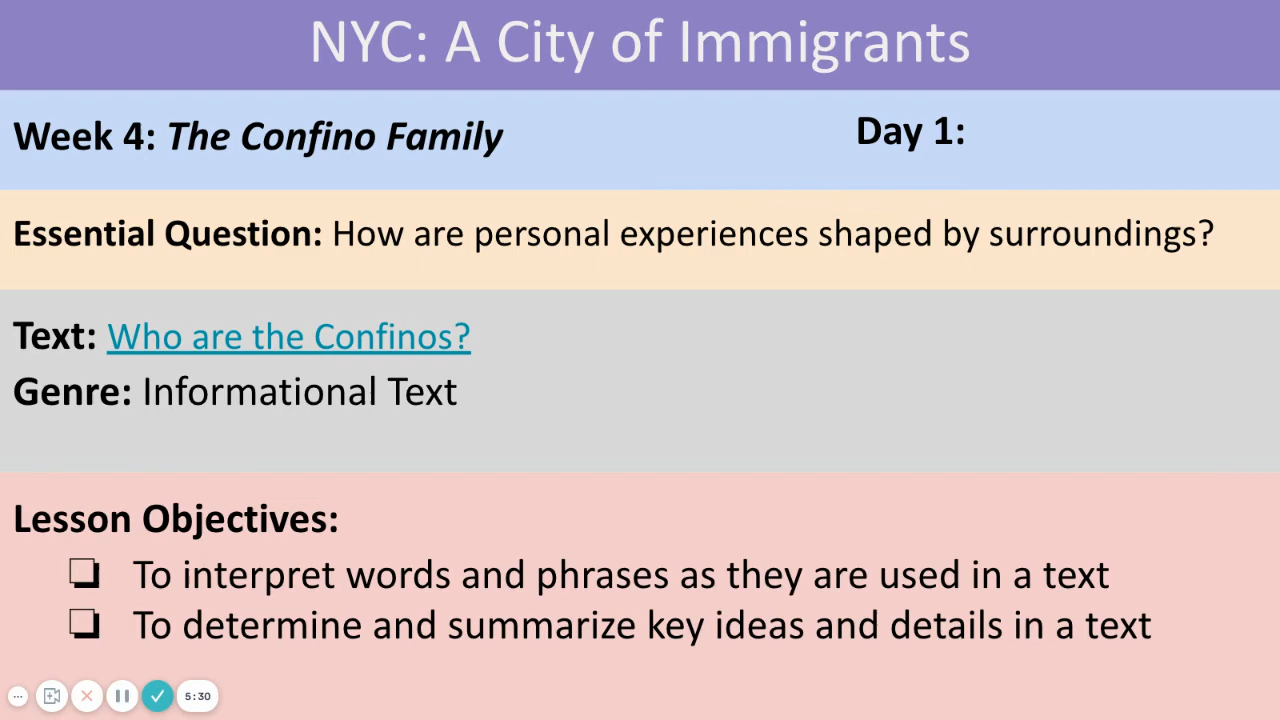 NYC: A City of Immigrants
Week 4: The Confino Family
Day 1:
Essential Question: How are personal experiences shaped by surroundings?
Text: Who are the Confinos?
Genre: Informational Text
Lesson Objectives:
❏ To interpret words and phrases as they are used in a text
❏ To determine and summarize key ideas and details in a text
5:30